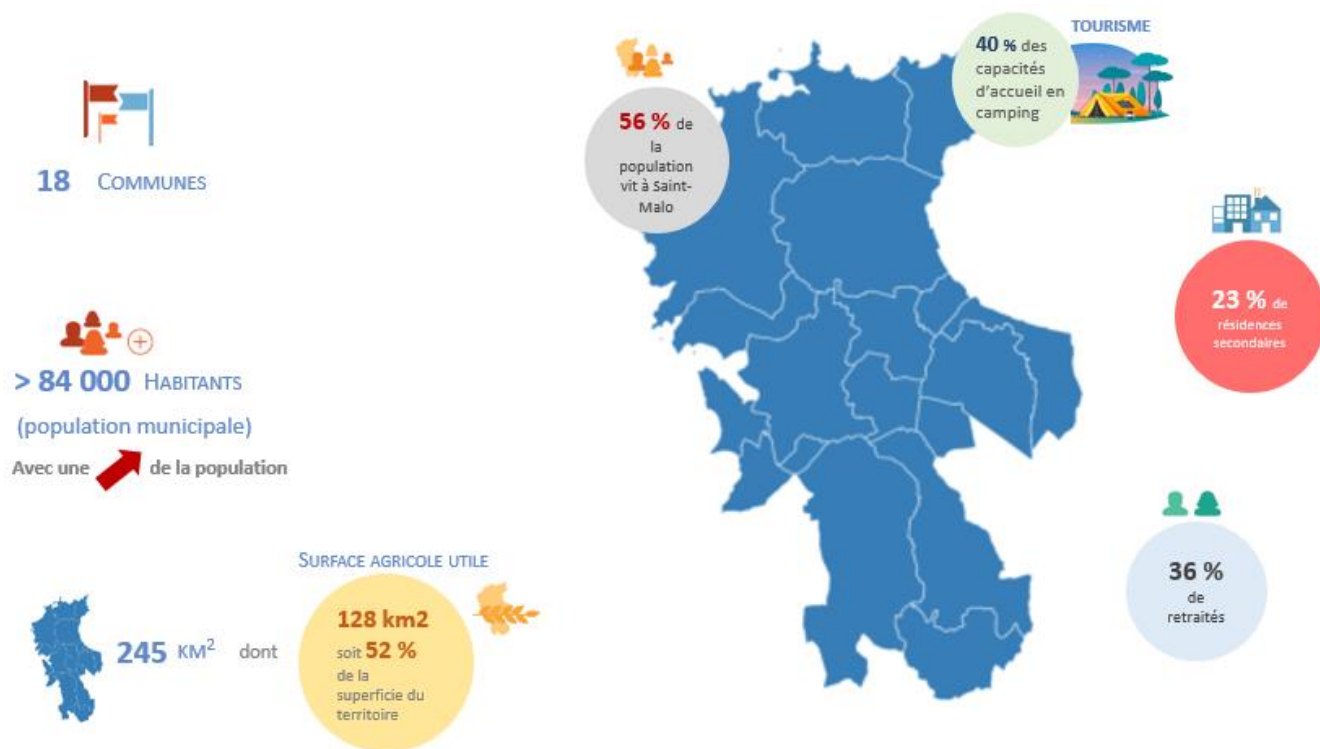 18 COMMUNES
> 84 000 HABITANTS
(population municipale)
Avec une de la population
245 KM² dont
SURFACE AGRICOLE UTILE
128 km2
soit 52 %
de la
superficie du
territoire
56 % de
la
population
vit à Saint-
Malo
TOURISME
40 % des
capacités
d'accueil en
camping
23 % de
résidences
secondaires
36 %
de
retraités